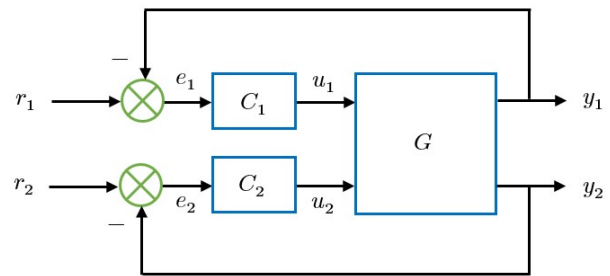 −
r₁ e₁ C₁ u₁ G y₁
r₂ e₂ C₂ u₂ y₂
−